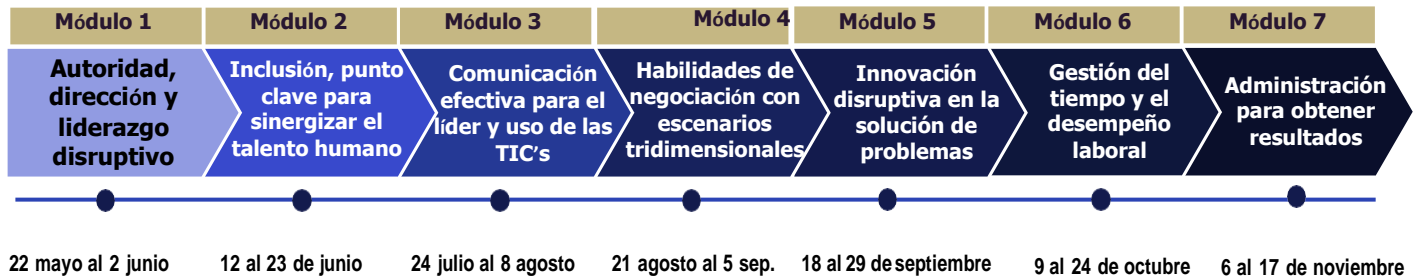 Módulo 1
Módulo 2
Módulo 3
Módulo 4
Módulo 5
Módulo 6
Módulo 7
Autoridad,
dirección y
liderazgo
disruptivo
Inclusión, punto
clave para
sinergizar el
talento humano
Comunicación
efectiva para el
líder y uso de las
TIC's
Habilidades de
negociación con
escenarios
tridimensionales
Innovación
disruptiva en la
solución de
problemas
Gestión del
tiempo y el
desempeño
laboral
Administración
para obtener
resultados
22 mayo al 2 junio
12 al 23 de junio
24 julio al 8 agosto
21 agosto al 5 sep.
18 al 29 de septiembre
9 al 24 de octubre
6 al 17 de noviembre